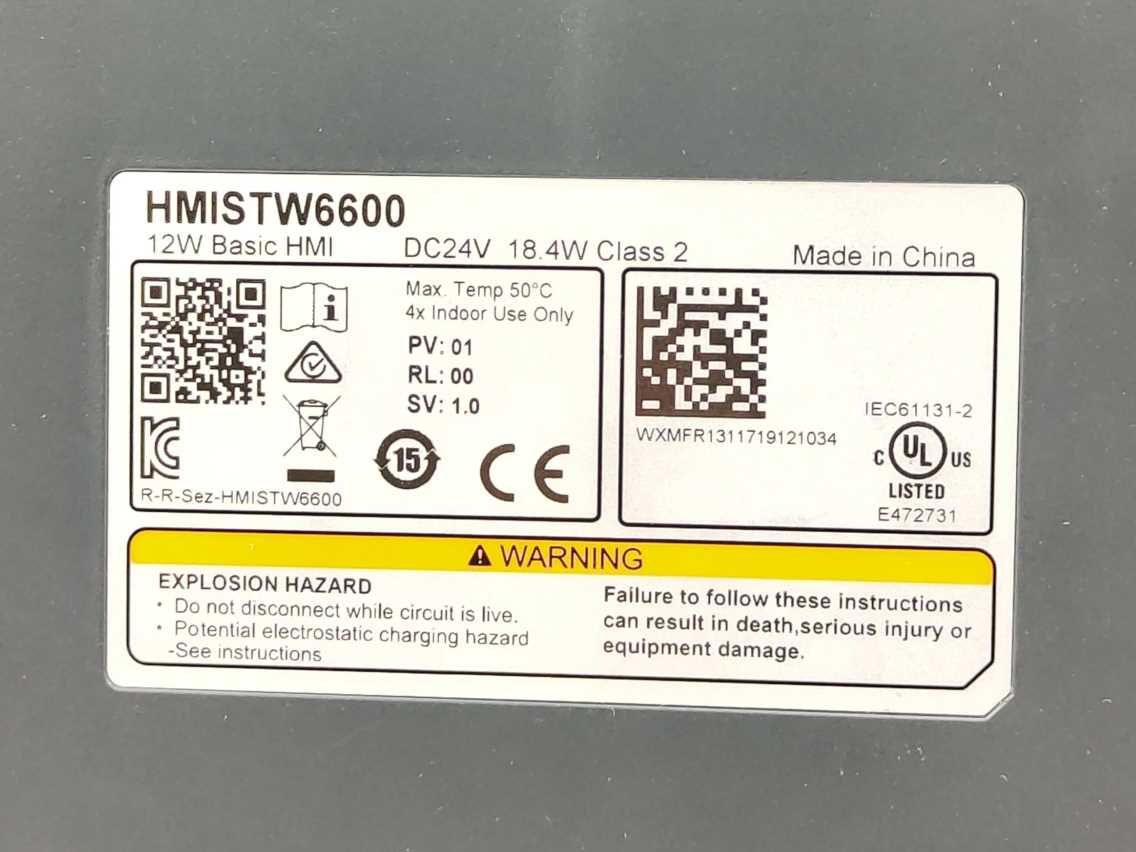 HMISTW6600
12W Basic HMI DC24V 18.4W Class 2 Made in China
Max. Temp 50°C
4x Indoor Use Only
PV: 01
RL: 00
SV: 1.0
i
15
KC
CE
R-R-Sez-HMISTW6600
WXMFR1311719121034
IEC61131-2
C UL US
LISTED
E472731
WARNING
EXPLOSION HAZARD
• Do not disconnect while circuit is live.
• Potential electrostatic charging hazard
-See instructions
Failure to follow these instructions
can result in death,serious injury or
equipment damage.